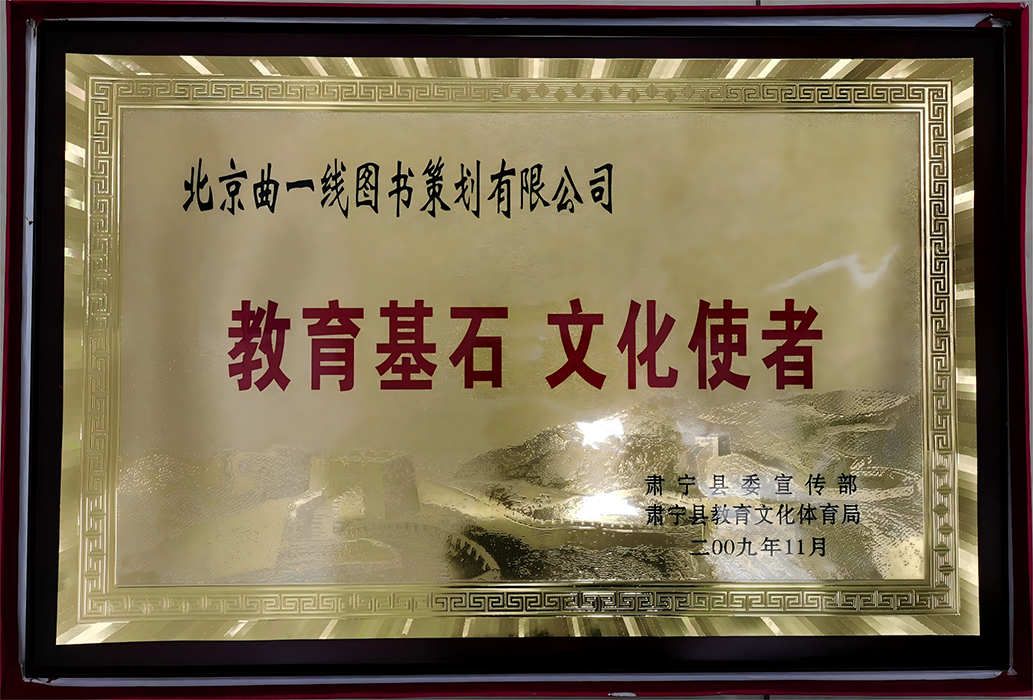 北京曲一线图书策划有限公司
教育基石 文化使者
肃宁县委宣传部
肃宁县教育文化体育局
二00九年11月